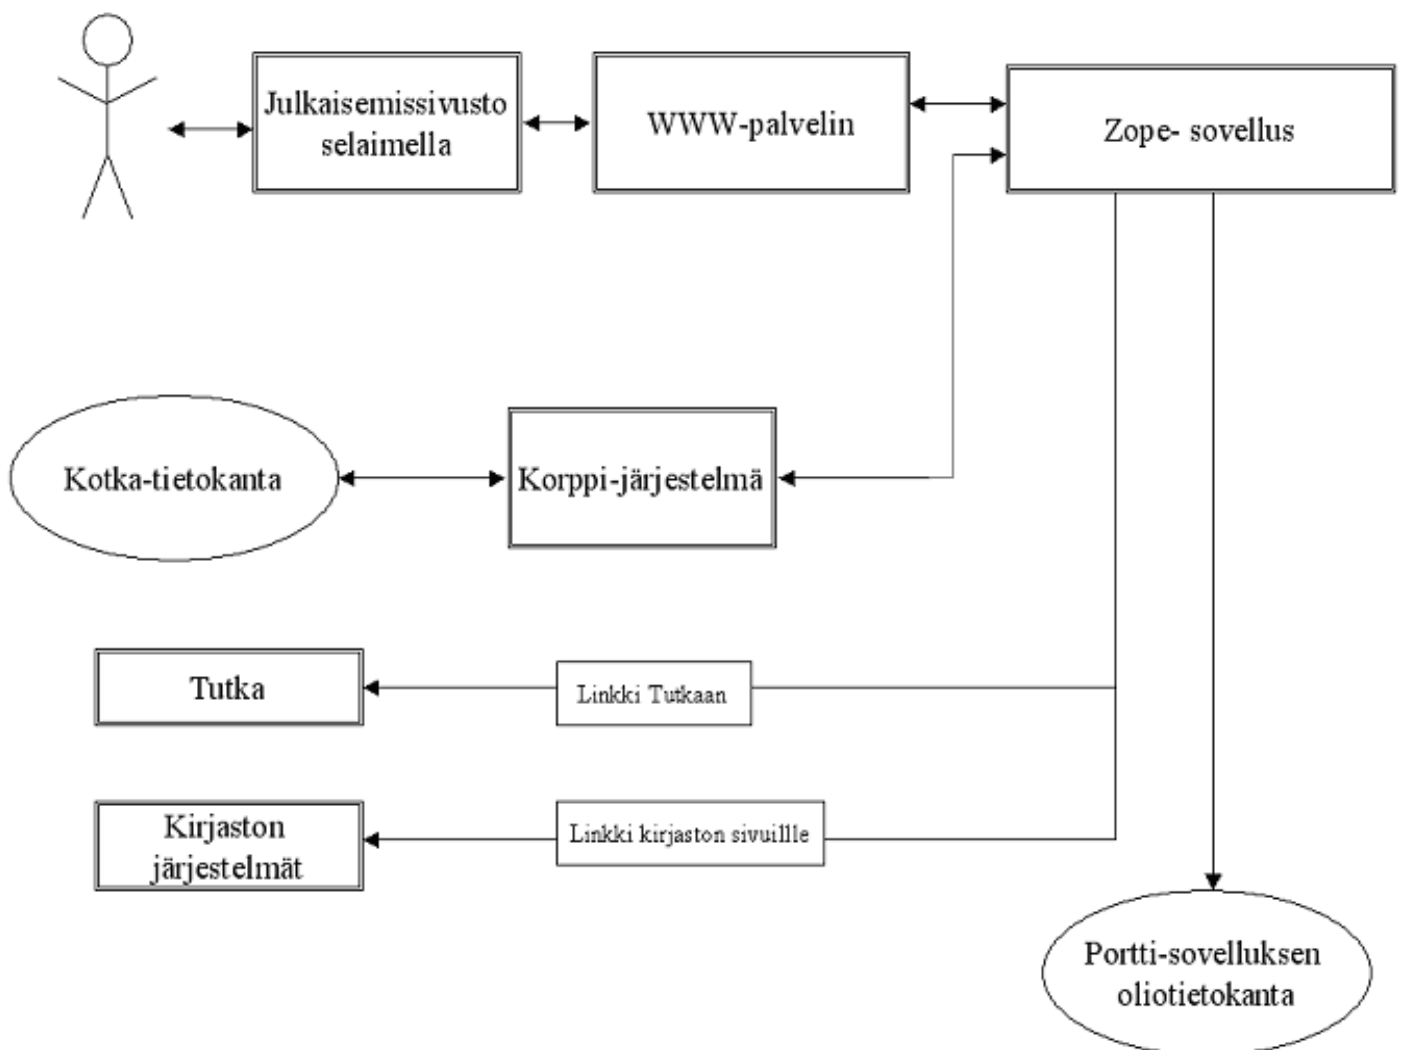 Julkaisemissivusto
selaimella
WWW-palvelin
Zope- sovellus
Kotka-tietokanta
Korppi-järjestelmä
Tutka
Linkki Tutkaan
Kirjaston
järjestelmät
Linkki kirjaston sivuillle
Portti-sovelluksen
oliotietokanta